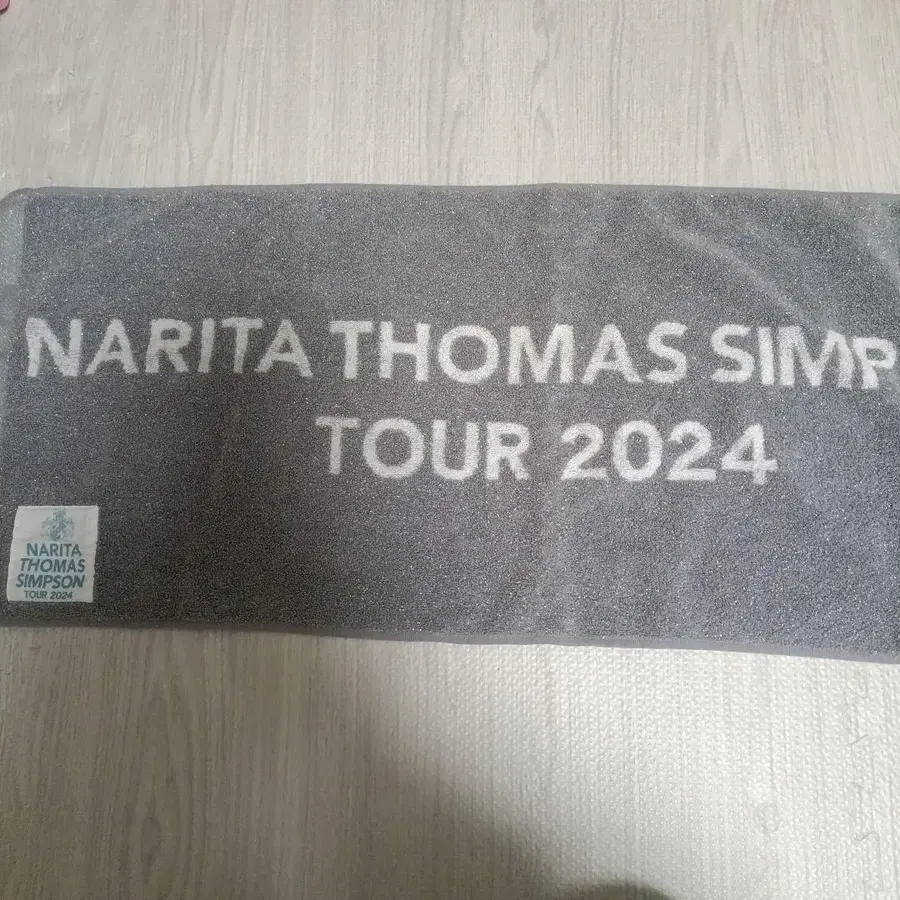 NARITA THOMAS SIMP
TOUR 2024
NARITA
THOMAS
SIMPSON
TOUR 2024